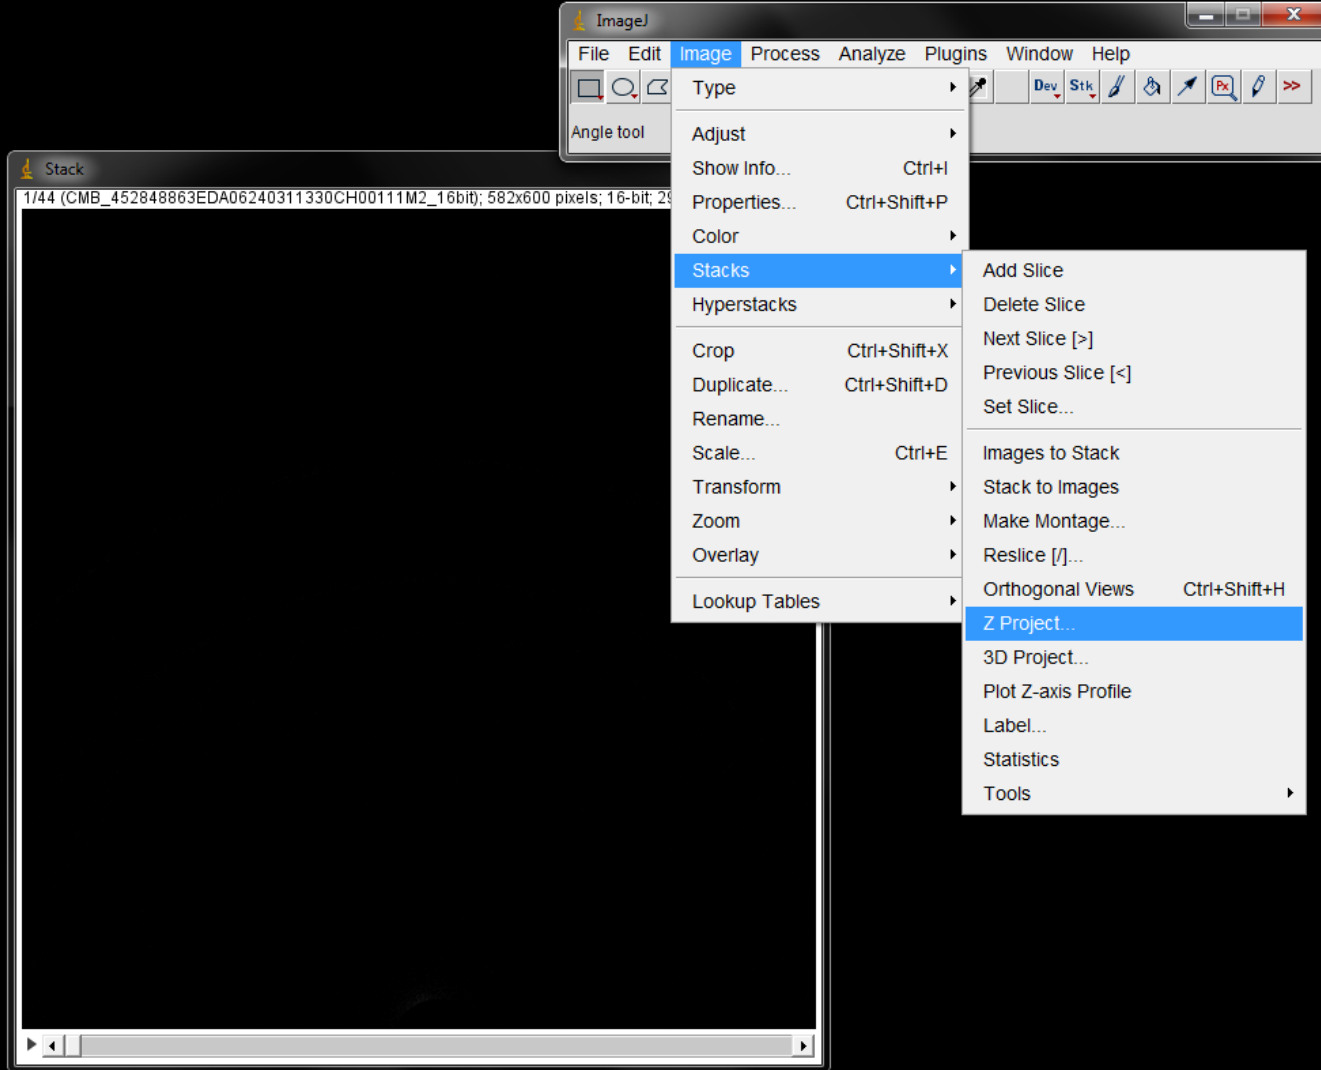 ImageJ
File Edit Image Process Analyze Plugins Window Help
Dev Stk Px >>
Angle tool
Type
Adjust
Show Info... Ctrl+I
Properties... Ctrl+Shift+P
Color
Stacks
Hyperstacks
Crop Ctrl+Shift+X
Duplicate... Ctrl+Shift+D
Rename...
Scale... Ctrl+E
Transform
Zoom
Overlay
Lookup Tables
Add Slice
Delete Slice
Next Slice [>]
Previous Slice [<]
Set Slice...
Images to Stack
Stack to Images
Make Montage...
Reslice [/]...
Orthogonal Views Ctrl+Shift+H
Z Project...
3D Project...
Plot Z-axis Profile
Label...
Statistics
Tools
Stack
1/44 (CMB_452848863EDA06240311330CH00111M2_16bit); 582x600 pixels; 16-bit;